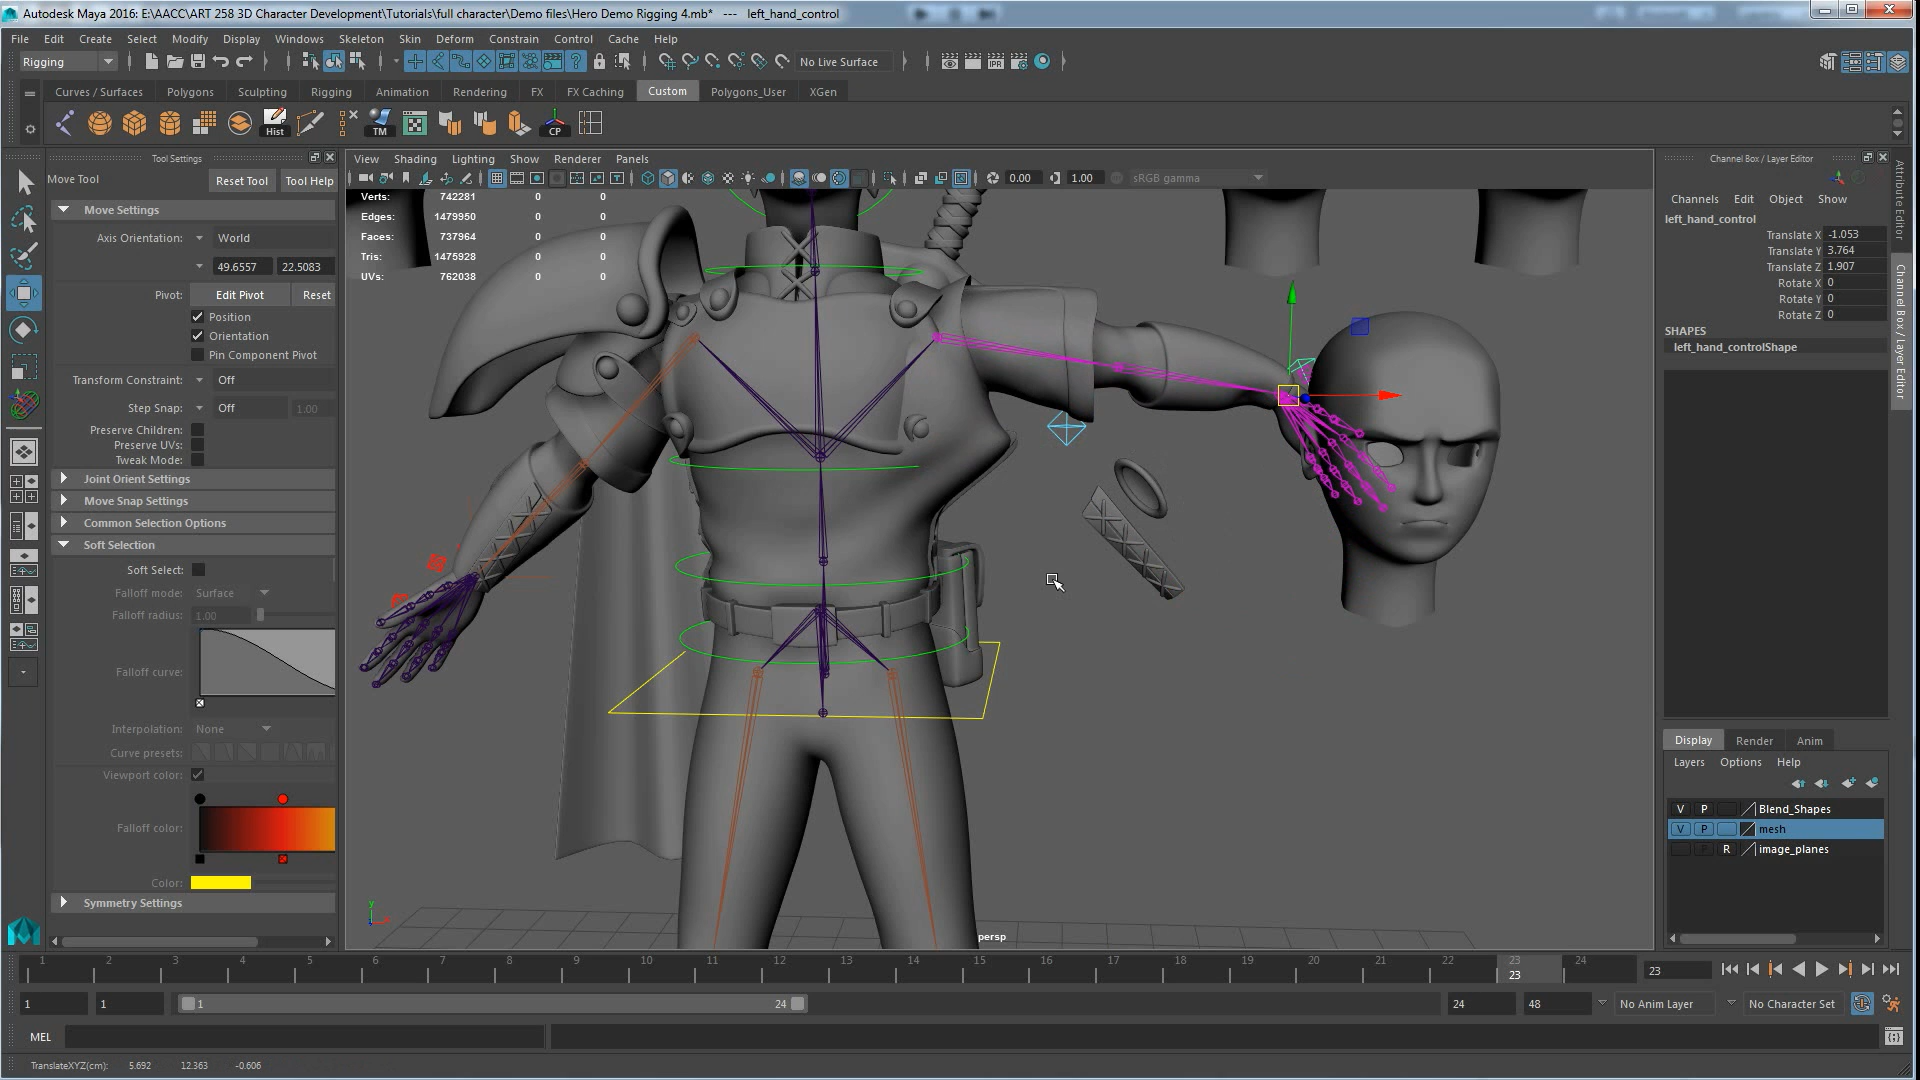 Autodesk Maya 2016: E:\AACC\ART 258 3D Character Development\Tutorials\full character\Demo files\Hero Demo Rigging 4.mb* --- left_hand_control
File Edit Create Select Modify Display Windows Skeleton Skin Deform Constrain Control Cache Help
Rigging No Live Surface IPR
Curves / Surfaces Polygons Sculpting Rigging Animation Rendering FX FX Caching Custom Polygons_User XGen
Hist TM CP
Tool Settings
Move Tool Reset Tool Tool Help
Move Settings
Axis Orientation: World
49.6557 22.5083
Pivot: Edit Pivot Reset
Position
Orientation
Pin Component Pivot
Transform Constraint: Off
Step Snap: Off 1.00
Preserve Children:
Preserve UVs:
Tweak Mode:
Joint Orient Settings
Move Snap Settings
Common Selection Options
Soft Selection
Soft Select:
Falloff mode: Surface
Falloff radius: 1.00
Falloff curve:
Interpolation: None
Curve presets:
Viewport color:
Falloff color:
Color:
Symmetry Settings
View Shading Lighting Show Renderer Panels
0.00 1.00 sRGB gamma
Verts: 742281 0 0
Edges: 1479950 0 0
Faces: 737964 0 0
Tris: 1475928 0 0
UVs: 762038 0 0
y
persp
Channel Box / Layer Editor
Channels Edit Object Show
left_hand_control
Translate X -1.053
Translate Y 3.764
Translate Z 1.907
Rotate X 0
Rotate Y 0
Rotate Z 0
SHAPES
left_hand_controlShape
Attribute Editor
Channel Box / Layer Editor
Display Render Anim
Layers Options Help
V P Blend_Shapes
V P mesh
P R image_planes
1 2 3 4 5 6 7 8 9 10 11 12 13 14 15 16 17 18 19 20 21 22 23 24
23
23
1 1 1 24 24 48 No Anim Layer No Character Set
MEL
TranslateXYZ(cm): 5.692 12.363 -0.606